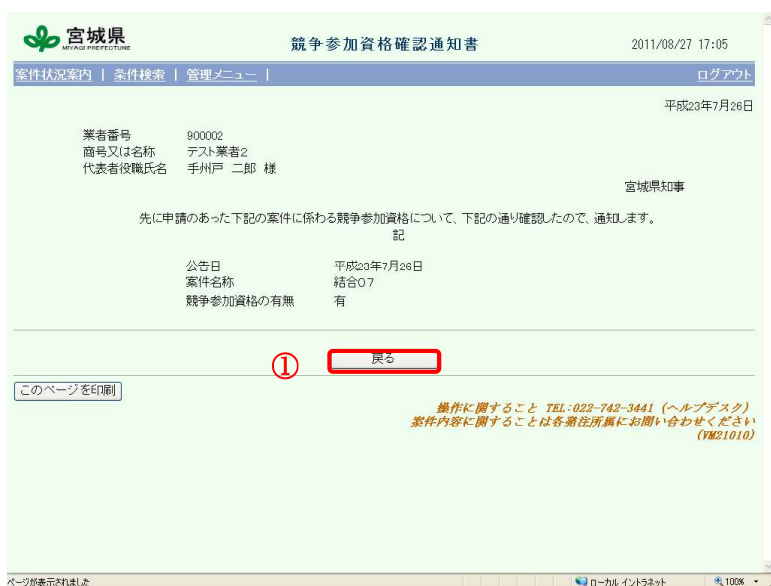 宮城県
MIYAGI PREFECTURE
競争参加資格確認通知書
2011/08/27 17:05
案件状況案内 | 条件検索 | 管理メニュー |
ログアウト
平成23年7月26日
業者番号 900002
商号又は名称 テスト業者2
代表者役職氏名 手州戸 二郎 様
宮城県知事
先に申請のあった下記の案件に係わる競争参加資格について、下記の通り確認したので、通知します。
記
公告日 平成23年7月26日
案件名称 結合07
競争参加資格の有無 有
① 戻る
このページを印刷
操作に関すること TEL:022-742-3441 (ヘルプデスク)
案件内容に関することは各発注所属にお問い合わせください
(VM21010)
ページが表示されました
ローカル イントラネット
100%